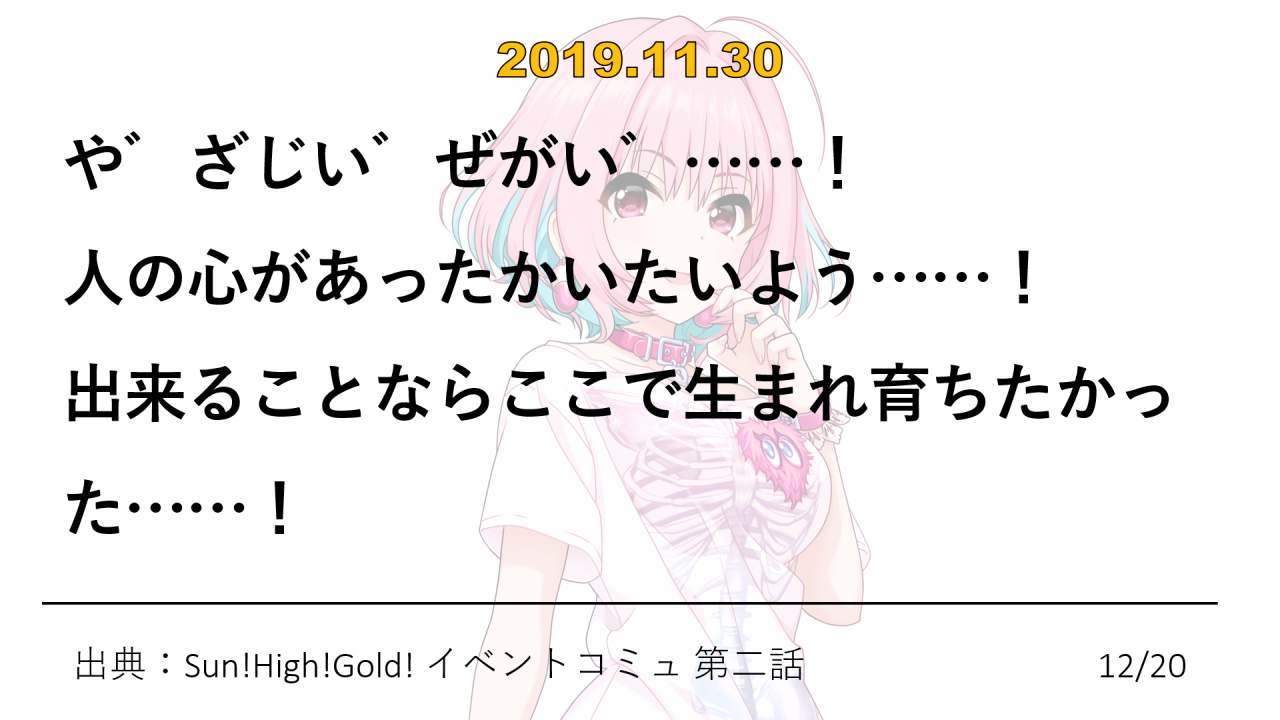 2019.11.30
や゛ざじい゛ぜがい゛……！
人の心があったかいたいよう……！
出来ることならここで生まれ育ちたかっ
た……！
出典：Sun!High!Gold! イベントコミュ 第二話
12/20